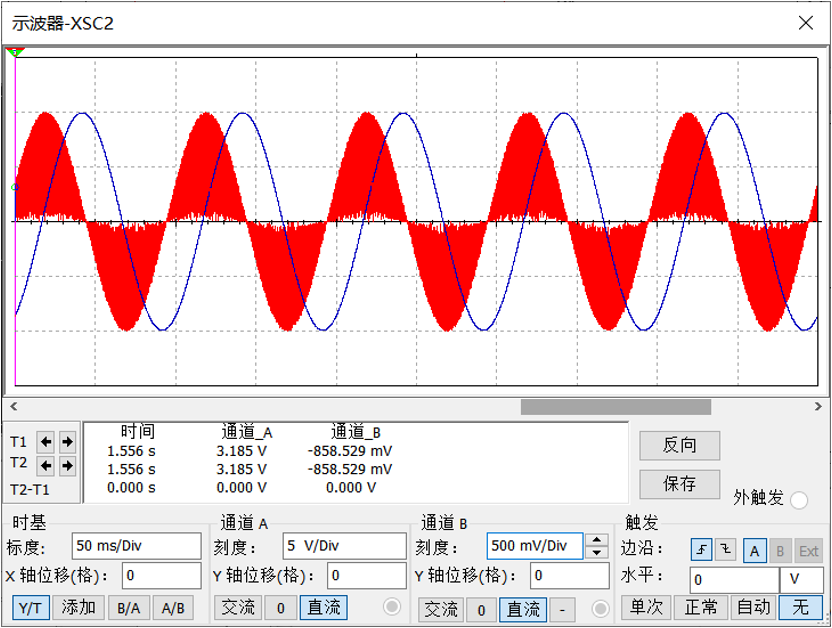 示波器-XSC2
时间 通道_A 通道_B
T1 1.556 s 3.185 V -858.529 mV
T2 1.556 s 3.185 V -858.529 mV
T2-T1 0.000 s 0.000 V 0.000 V
反向
保存
外触发
时基
标度： 50 ms/Div
X 轴位移(格)： 0
Y/T 添加 B/A A/B
通道 A
刻度： 5 V/Div
Y 轴位移(格)： 0
交流 0 直流
通道 B
刻度： 500 mV/Div
Y 轴位移(格)： 0
交流 0 直流 -
触发
边沿： A B Ext
水平： 0 V
单次 正常 自动 无